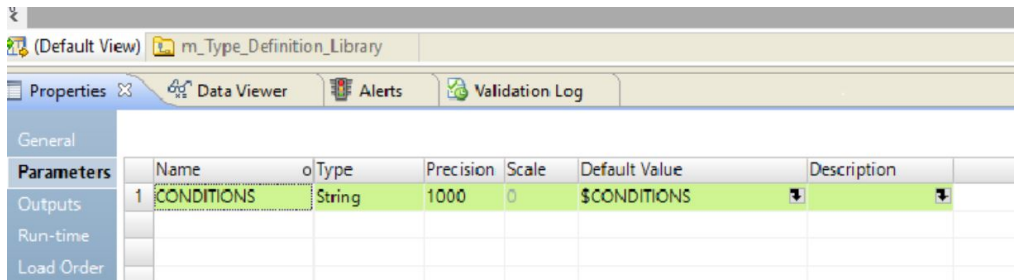 (Default View) m_Type_Definition_Library
Properties Data Viewer Alerts Validation Log
General
Parameters Name Type Precision Scale Default Value Description
1 CONDITIONS String 1000 0 $CONDITIONS
Outputs
Run-time
Load Order